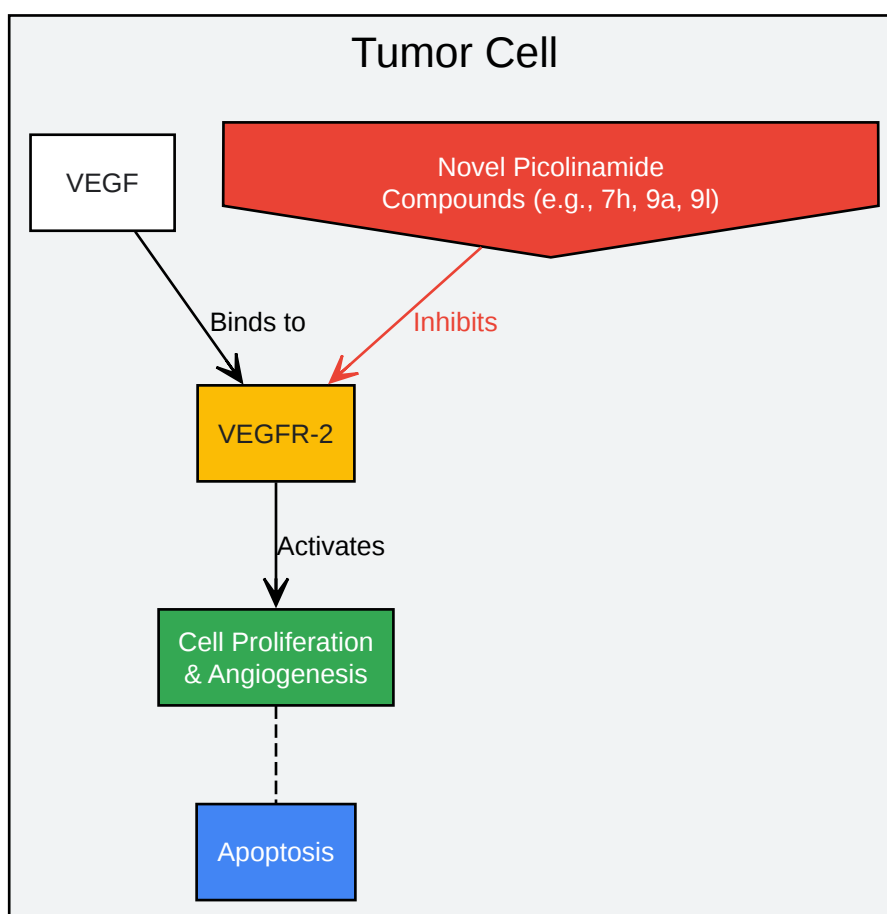 Tumor Cell
VEGF
Novel Picolinamide
Compounds (e.g., 7h, 9a, 9l)
Binds to
Inhibits
VEGFR-2
Activates
Cell Proliferation
& Angiogenesis
Apoptosis